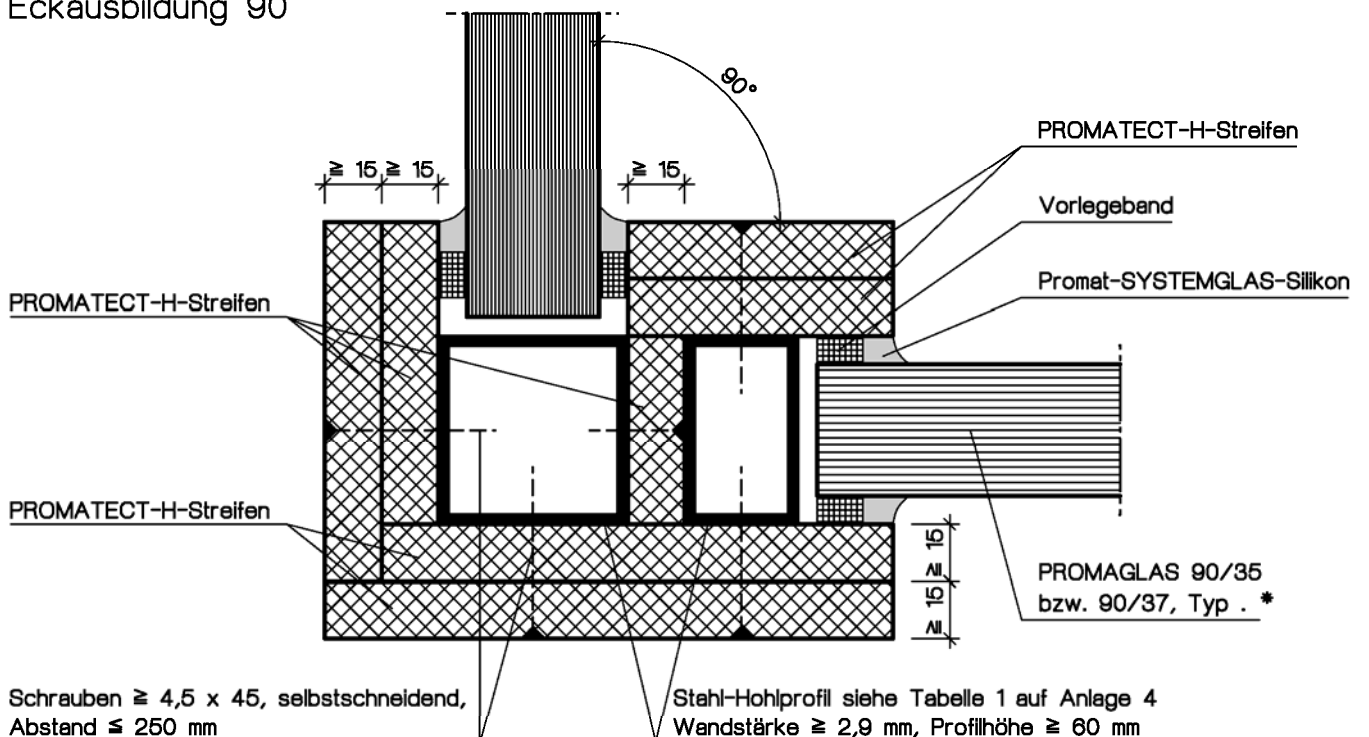 Eckausbildung 90
90°
≧ 15 ≧ 15
≧ 15
PROMATECT-H-Streifen
Vorlegeband
Promat-SYSTEMGLAS-Silikon
PROMATECT-H-Streifen
PROMATECT-H-Streifen
≧ 15
≧ 15
PROMAGLAS 90/35
bzw. 90/37, Typ . *
Schrauben ≧ 4,5 x 45, selbstschneidend,
Abstand ≦ 250 mm
Stahl-Hohlprofil siehe Tabelle 1 auf Anlage 4
Wandstärke ≧ 2,9 mm, Profilhöhe ≧ 60 mm